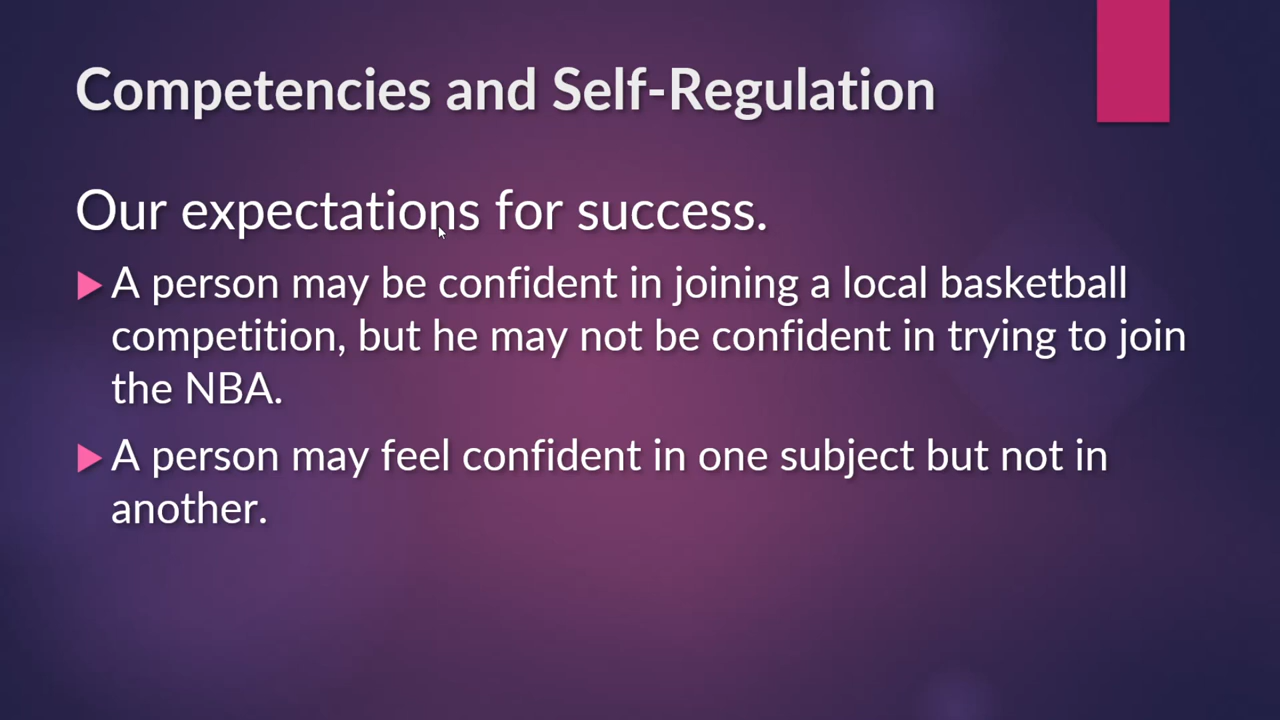 Competencies and Self-Regulation
Our expectations for success.
A person may be confident in joining a local basketball
competition, but he may not be confident in trying to join
the NBA.
A person may feel confident in one subject but not in
another.